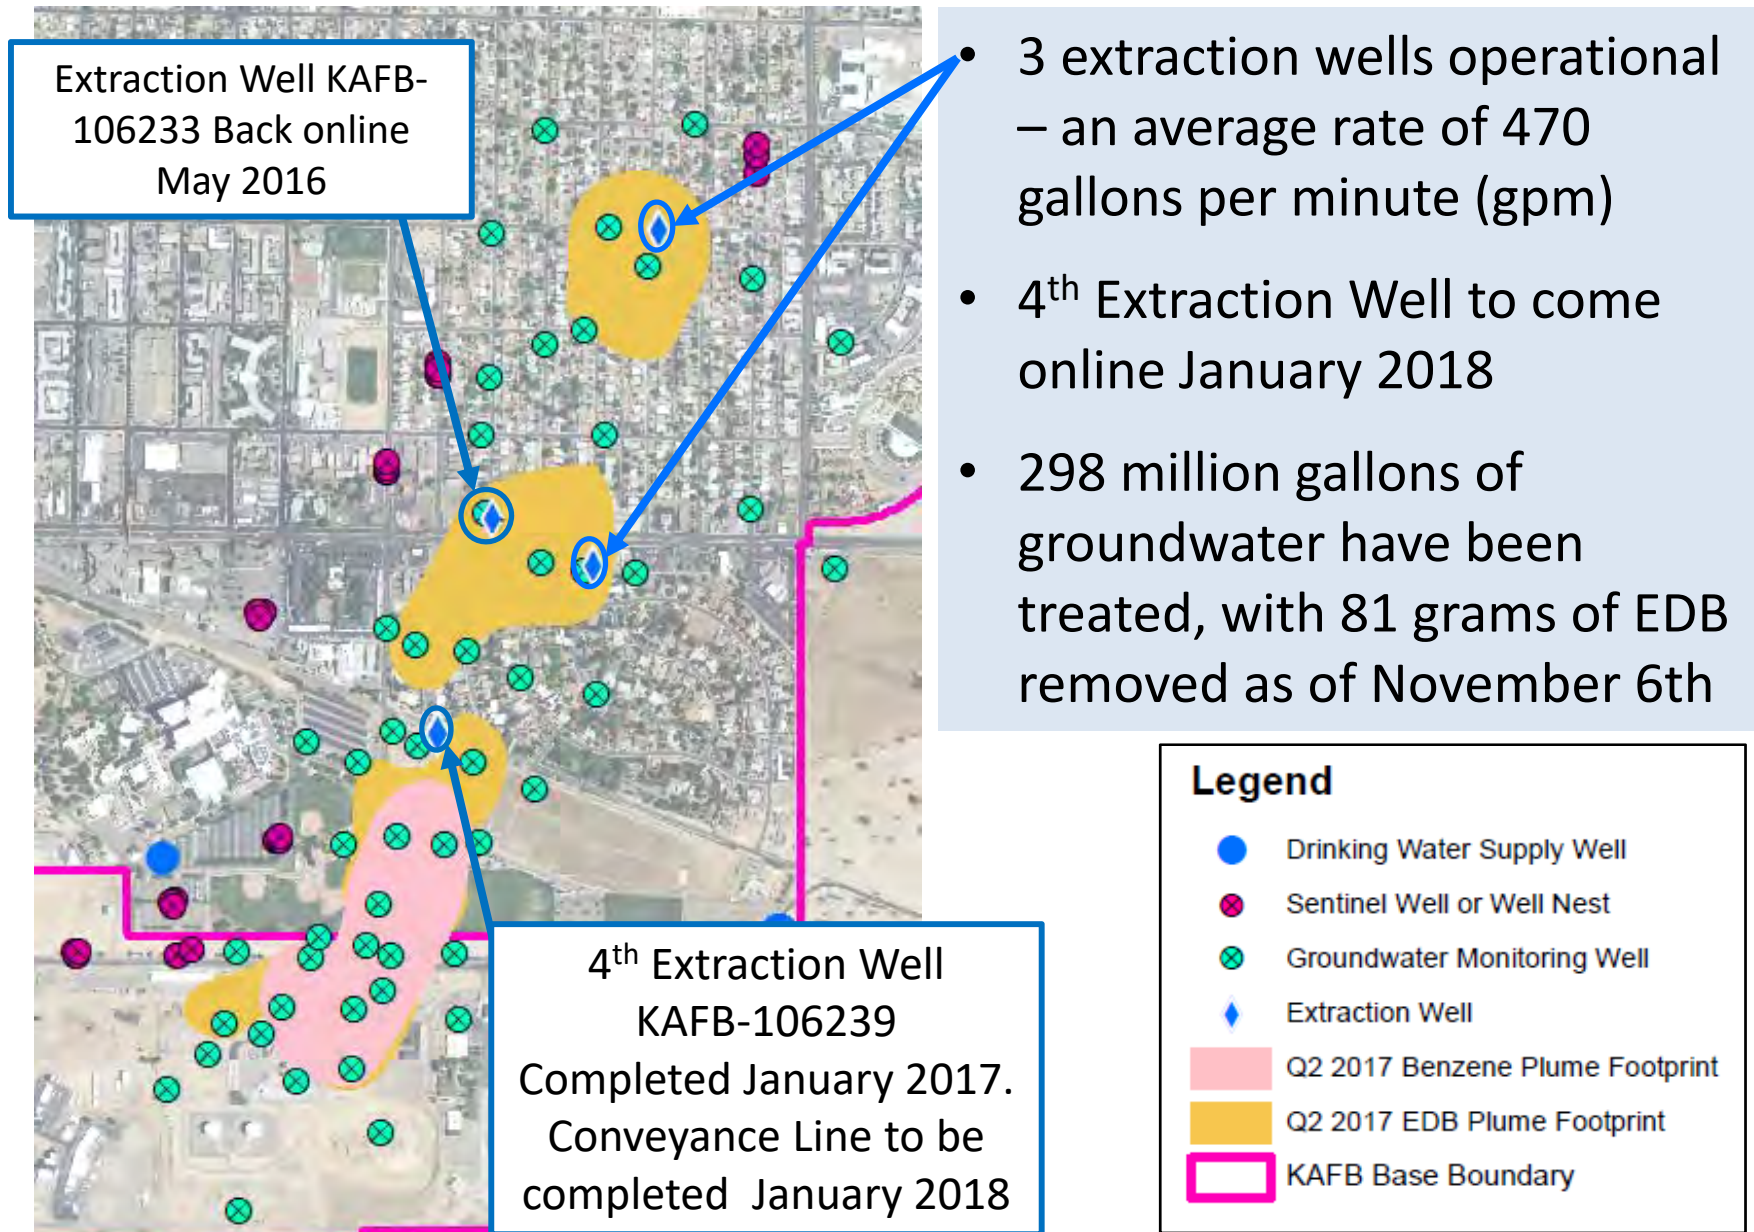 Extraction Well KAFB-
106233 Back online
May 2016
• 3 extraction wells operational
– an average rate of 470
gallons per minute (gpm)
• 4th Extraction Well to come
online January 2018
• 298 million gallons of
groundwater have been
treated, with 81 grams of EDB
removed as of November 6th
4th Extraction Well
KAFB-106239
Completed January 2017.
Conveyance Line to be
completed January 2018
Legend
Drinking Water Supply Well
Sentinel Well or Well Nest
Groundwater Monitoring Well
Extraction Well
Q2 2017 Benzene Plume Footprint
Q2 2017 EDB Plume Footprint
KAFB Base Boundary